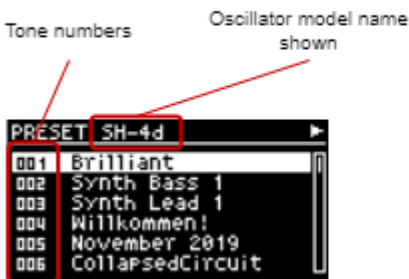 Tone numbers
Oscillator model name
shown
PRESET SH-4d
001 Brilliant
002 Synth Bass 1
003 Synth Lead 1
004 Willkommen!
005 November 2019
006 CollapsedCircuit